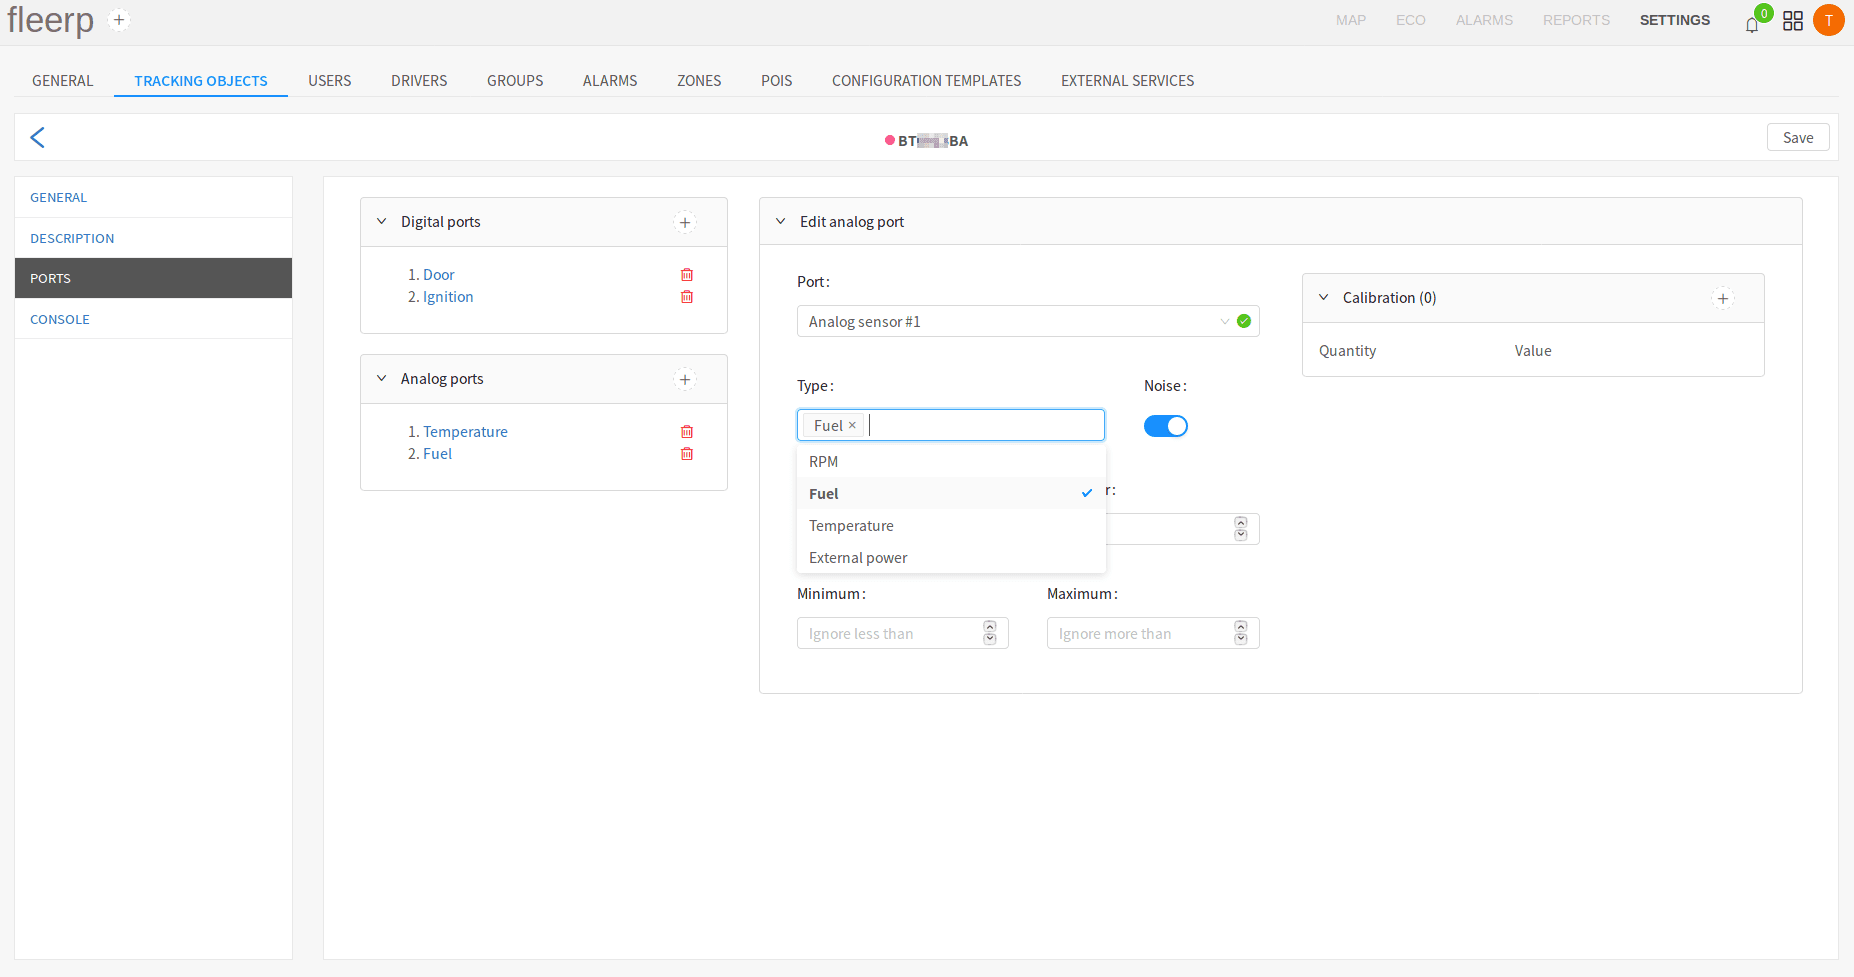 fleerp +
MAP ECO ALARMS REPORTS SETTINGS 0 T
GENERAL TRACKING OBJECTS USERS DRIVERS GROUPS ALARMS ZONES POIS CONFIGURATION TEMPLATES EXTERNAL SERVICES
BT BA
Save
GENERAL
DESCRIPTION
PORTS
CONSOLE
Digital ports
1. Door
2. Ignition
Analog ports
1. Temperature
2. Fuel
Edit analog port
Port:
Analog sensor #1
Type:
Noise:
Fuel ×
RPM
Fuel
Temperature
External power
r:
Minimum:
Maximum:
Ignore less than
Ignore more than
Calibration (0)
Quantity Value